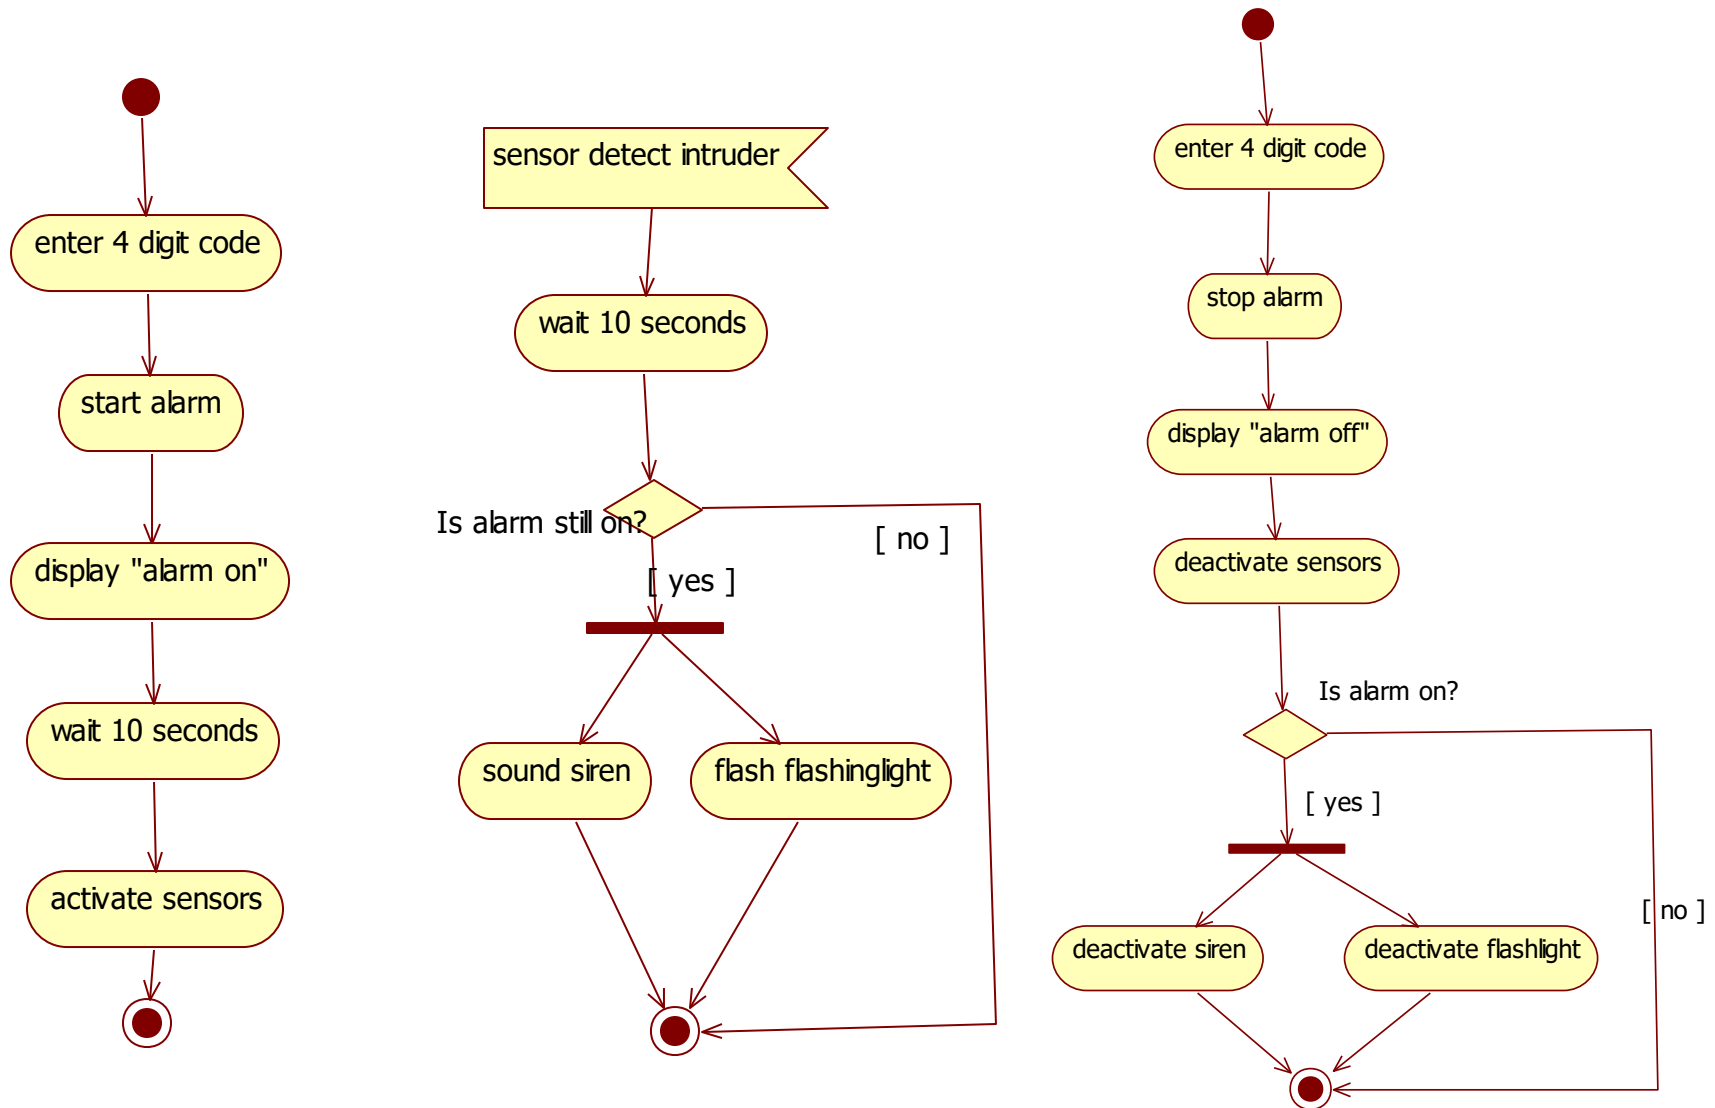 enter 4 digit code
start alarm
display "alarm on"
wait 10 seconds
activate sensors
sensor detect intruder
wait 10 seconds
Is alarm still on?
[ no ]
[ yes ]
sound siren
flash flashinglight
enter 4 digit code
stop alarm
display "alarm off"
deactivate sensors
Is alarm on?
[ yes ]
[ no ]
deactivate siren
deactivate flashlight